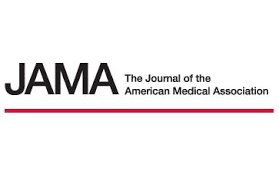 JAMA
The Journal of the
American Medical Association